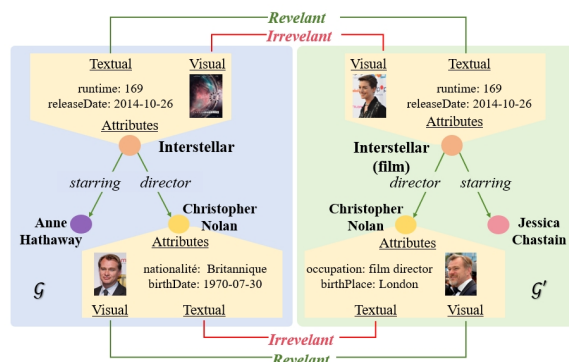 Revelant
Irrevelant
Textual Visual
runtime: 169
releaseDate: 2014-10-26
Attributes
Interstellar
starring director
Anne
Hathaway
Christopher
Nolan
Attributes
nationalité: Britannique
birthDate: 1970-07-30
G
Visual Textual
Visual Textual
runtime: 169
releaseDate: 2014-10-26
Attributes
Interstellar
(film)
director starring
Christopher
Nolan
Jessica
Chastain
Attributes
occupation: film director
birthPlace: London
G′
Textual Visual
Irrevelant
Revelant